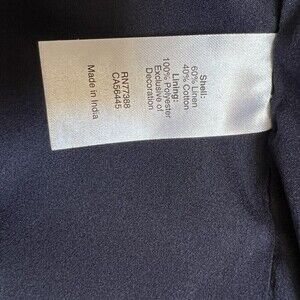 Shell:
60% Linen
40% Cotton
Lining:
100% Polyester
Exclusive of
Decoration
RN77388
CA56445
Made in India